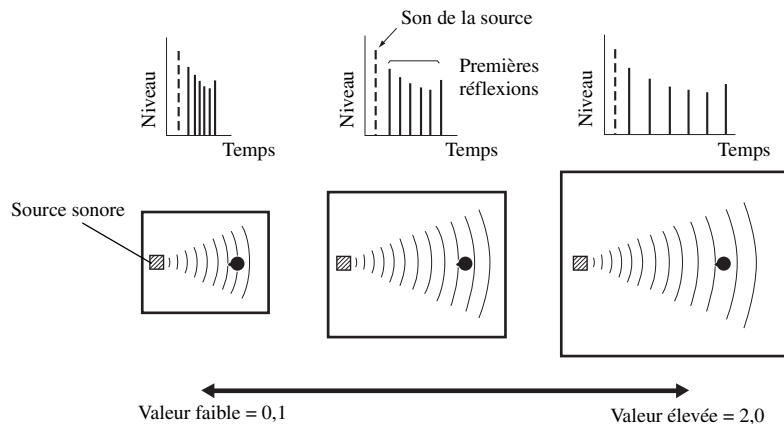 Son de la source
Niveau
Temps
Niveau
Premières
réflexions
Temps
Niveau
Temps
Source sonore
Valeur faible = 0,1
Valeur élevée = 2,0